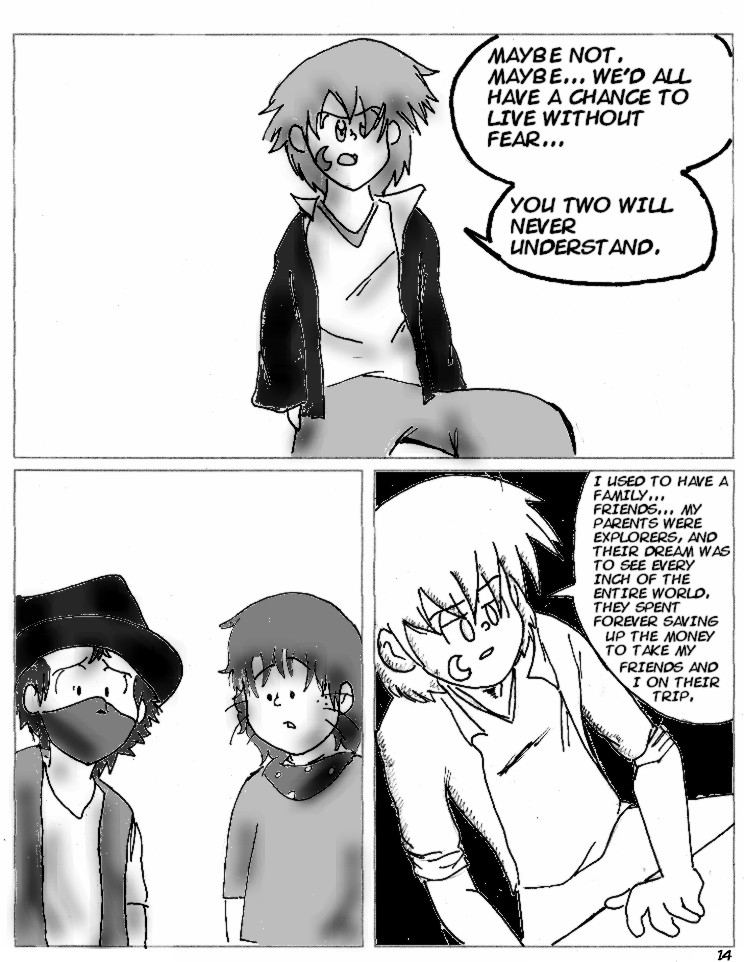 MAYBE NOT.
MAYBE... WE'D ALL
HAVE A CHANCE TO
LIVE WITHOUT
FEAR...
YOU TWO WILL
NEVER
UNDERSTAND.
I USED TO HAVE A
FAMILY...
FRIENDS... MY
PARENTS WERE
EXPLORERS, AND
THEIR DREAM WAS
TO SEE EVERY
INCH OF THE
ENTIRE WORLD.
THEY SPENT
FOREVER SAVING
UP THE MONEY
TO TAKE MY
FRIENDS AND
I ON THEIR
TRIP.
14